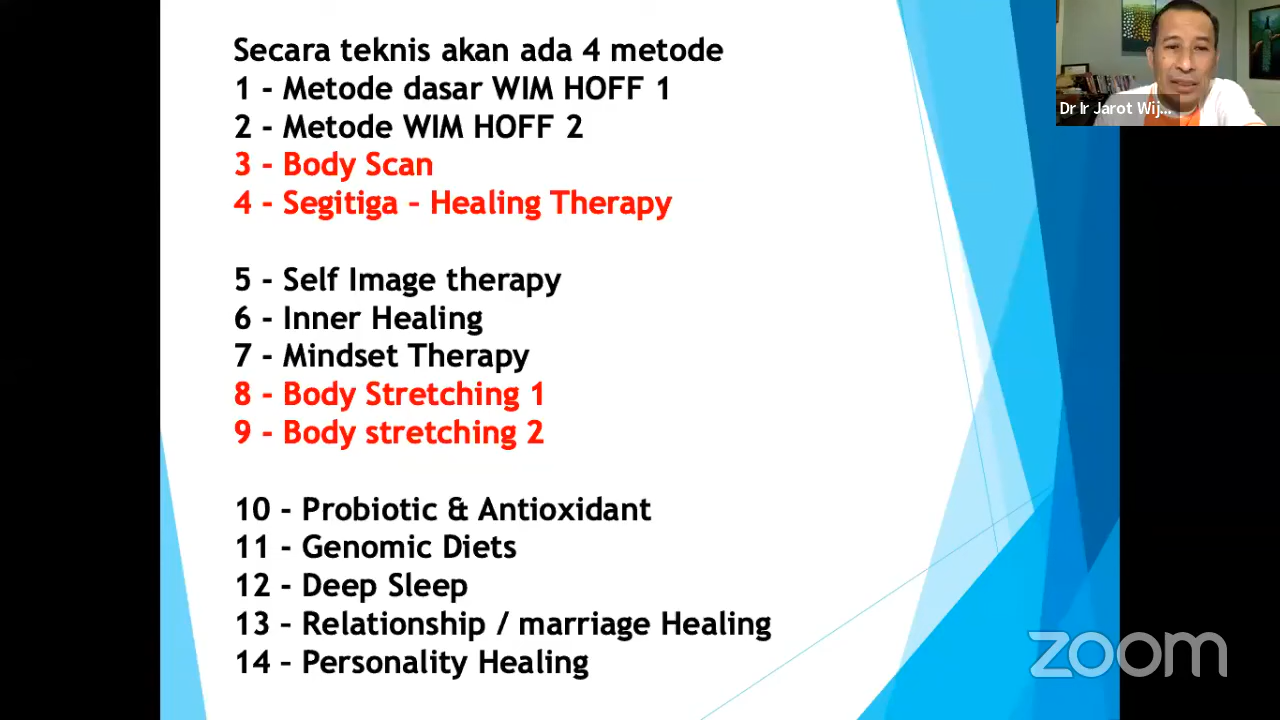 Secara teknis akan ada 4 metode
1 - Metode dasar WIM HOFF 1
2 - Metode WIM HOFF 2
3 - Body Scan
4 - Segitiga - Healing Therapy
5 - Self Image therapy
6 - Inner Healing
7 - Mindset Therapy
8 - Body Stretching 1
9 - Body stretching 2
10 - Probiotic & Antioxidant
11 - Genomic Diets
12 - Deep Sleep
13 - Relationship / marriage Healing
14 - Personality Healing
Dr Ir Jarot Wij...
zoom